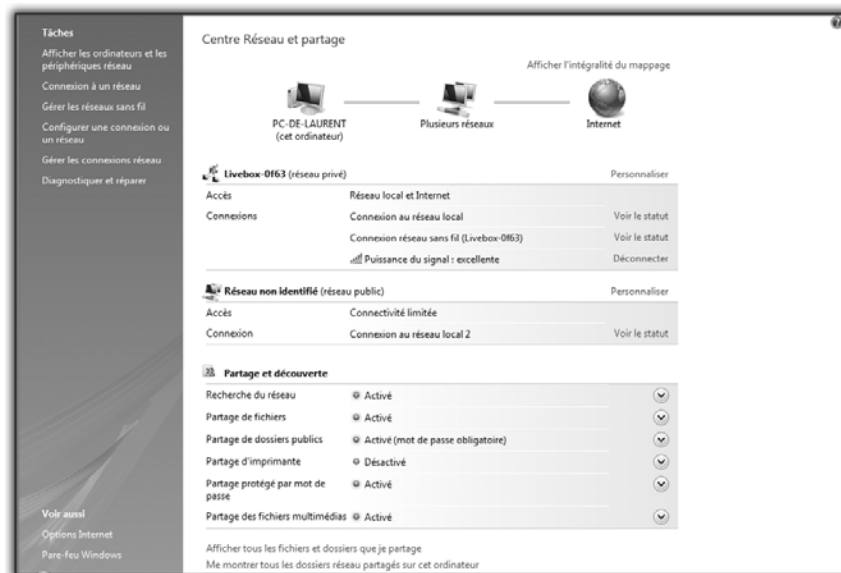 Tâches
Afficher les ordinateurs et les
périphériques réseau
Connexion à un réseau
Gérer les réseaux sans fil
Configurer une connexion ou
un réseau
Gérer les connexions réseau
Diagnostiquer et réparer
Voir aussi
Options Internet
Pare-feu Windows
Centre Réseau et partage
Afficher l'intégralité du mappage
PC-DE-LAURENT
(cet ordinateur)
Plusieurs réseaux
Internet
Livebox-0f63 (réseau privé) Personnaliser
Accès Réseau local et Internet
Connexions Connexion au réseau local Voir le statut
Connexion réseau sans fil (Livebox-0f63) Voir le statut
Puissance du signal : excellente Déconnecter
Réseau non identifié (réseau public) Personnaliser
Accès Connectivité limitée
Connexion Connexion au réseau local 2 Voir le statut
Partage et découverte
Recherche du réseau Activé
Partage de fichiers Activé
Partage de dossiers publics Activé (mot de passe obligatoire)
Partage d'imprimante Désactivé
Partage protégé par mot de Activé
passe
Partage des fichiers multimédias Activé
Afficher tous les fichiers et dossiers que je partage
Me montrer tous les dossiers réseau partagés sur cet ordinateur